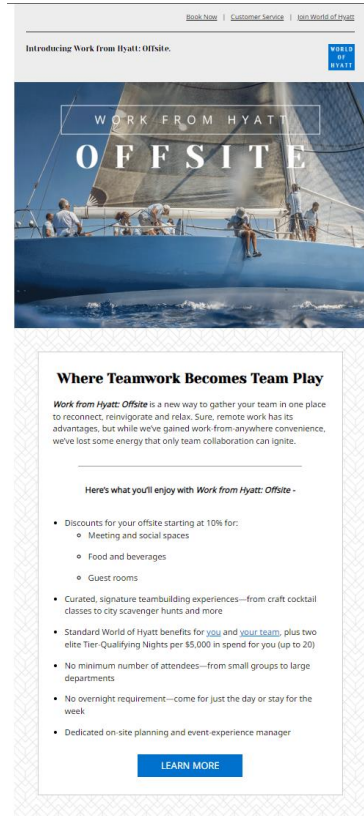 Book Now | Customer Service | Join World of Hyatt
Introducing Work from Hyatt: Offsite.
WORLD
OF
HYATT
WORK FROM HYATT
OFFSITE
Where Teamwork Becomes Team Play
Work from Hyatt: Offsite is a new way to gather your team in one place
to reconnect, reinvigorate and relax. Sure, remote work has its
advantages, but while we've gained work-from-anywhere convenience,
we've lost some energy that only team collaboration can ignite.
Here's what you'll enjoy with Work from Hyatt: Offsite -
• Discounts for your offsite starting at 10% for:
Meeting and social spaces
Food and beverages
Guest rooms
• Curated, signature teambuilding experiences—from craft cocktail
classes to city scavenger hunts and more
• Standard World of Hyatt benefits for you and your team, plus two
elite Tier-Qualifying Nights per $5,000 in spend for you (up to 20)
• No minimum number of attendees—from small groups to large
departments
• No overnight requirement—come for just the day or stay for the
week
• Dedicated on-site planning and event-experience manager
LEARN MORE